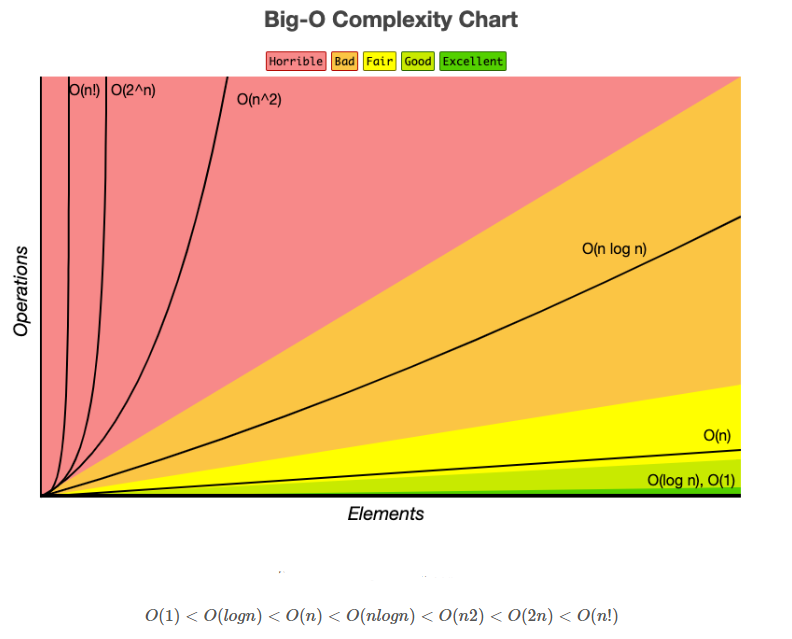 Big-O Complexity Chart
Horrible Bad Fair Good Excellent
O(n!) O(2^n)
O(n^2)
O(n log n)
O(n)
O(log n), O(1)
Operations
Elements
O(1) < O(logn) < O(n) < O(nlogn) < O(n2) < O(2n) < O(n!)